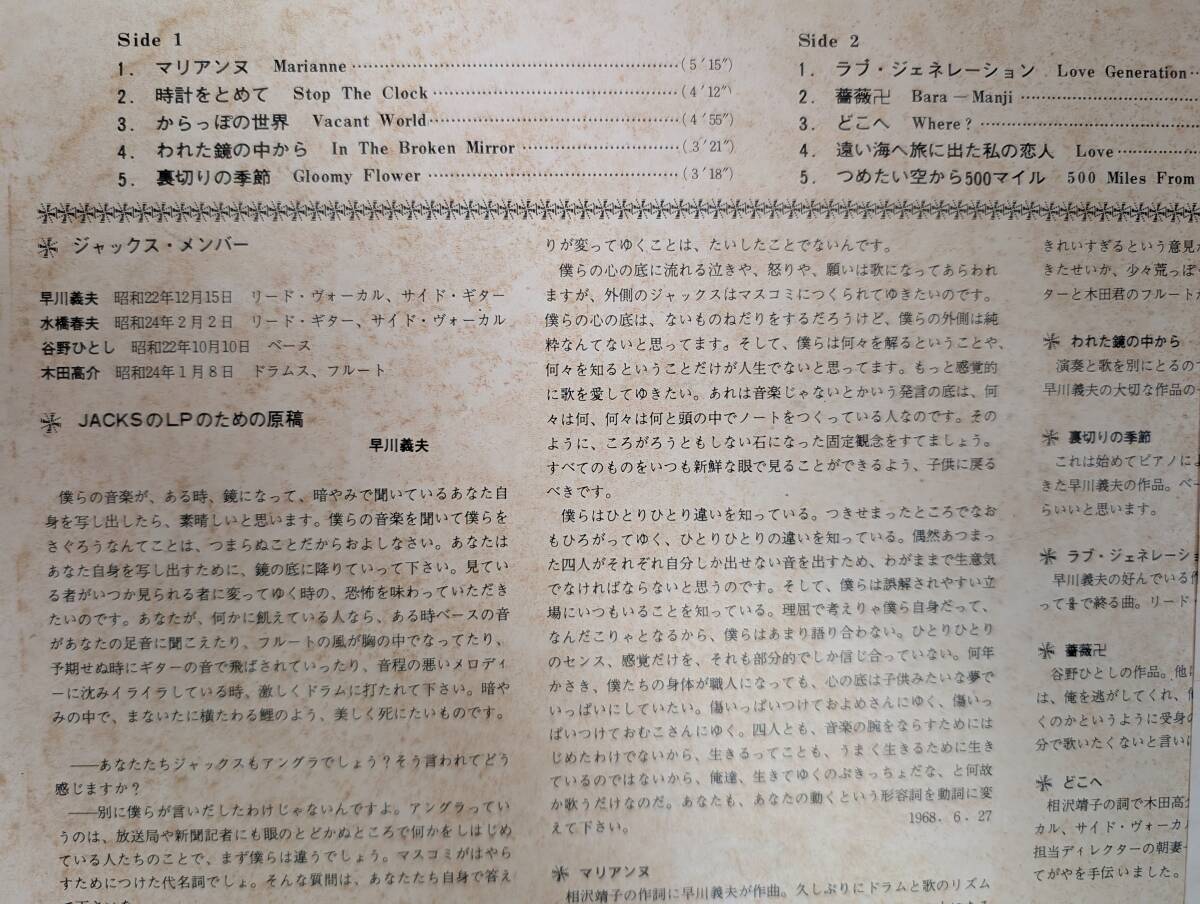 Side 1
1. マリアンヌ Marianne (5′15″)
2. 時計をとめて Stop The Clock (4′12″)
3. からっぽの世界 Vacant World (4′55″)
4. われた鏡の中から In The Broken Mirror (3′21″)
5. 裏切りの季節 Gloomy Flower (3′18″)
Side 2
1. ラブ・ジェネレーション Love Generation
2. 薔薇卍 Bara—Manji
3. どこへ Where?
4. 遠い海へ旅に出た私の恋人 Love
5. つめたい空から500マイル 500 Miles From
ジャックス・メンバー
早川義夫 昭和22年12月15日 リード・ヴォーカル、サイド・ギター
水橋春夫 昭和24年2月2日 リード・ギター、サイド・ヴォーカル
谷野ひとし 昭和22年10月10日 ベース
木田高介 昭和24年1月8日 ドラムス、フルート
JACKSのLPのための原稿
早川義夫
僕らの音楽が、ある時、鏡になって、暗やみで聞いているあなた自
身を写し出したら、素晴しいと思います。僕らの音楽を聞いて僕らを
さぐろうなんてことは、つまらぬことだからおよしなさい。あなたは
あなた自身を写し出すために、鏡の底に降りていって下さい。見てい
る者がいつか見られる者に変ってゆく時の、恐怖を味わっていただき
たいのです。あなたが、何かに飢えている人なら、ある時ベースの音
があなたの足音に聞こえたり、フルートの風が胸の中でなってたり、
予期せぬ時にギターの音で飛ばされていったり、音程の悪いメロディ
ーに沈みイライラしている時、激しくドラムに打たれて下さい。暗や
みの中で、まないたに横たわる鯉のよう、美しく死にたいものです。
——あなたたちジャックスもアングラでしょう？そう言われてどう
感じますか？
——別に僕らが言いだしたわけじゃないんですよ。アングラってい
うのは、放送局や新聞記者にも眼のとどかぬところで何かをしはじめ
ている人たちのことで、まず僕らは違うでしょう。マスコミがはやら
すためにつけた代名詞でしょ。そんな質問は、あなたたち自身で答え
て下さいな。
りが変ってゆくことは、たいしたことでないんです。
僕らの心の底に流れる泣きや、怒りや、願いは歌になってあらわれ
ますが、外側のジャックスはマスコミにつくられてゆきたいのです。
僕らの心の底は、ないものねだりをするだろうけど、僕らの外側は純
粋なんてないと思ってます。そして、僕らは何々を解るということや、
何々を知るということだけが人生でないと思ってます。もっと感覚的
に歌を愛してゆきたい。あれは音楽じゃないとかいう発言の底は、何
々は何、何々は何と頭の中でノートをつくっている人なのです。その
ように、ころがろうともしない石になった固定観念をすてましょう。
すべてのものをいつも新鮮な眼で見ることができるよう、子供に戻る
べきです。
僕らはひとりひとり違いを知っている。つきせまったところでなお
もひろがってゆく、ひとりひとりの違いを知っている。偶然あつまっ
た四人がそれぞれ自分しか出せない音を出すため、わがままで生意気
でなければならないと思うのです。そして、僕らは誤解されやすい立
場にいつもいることを知っている。理屈で考えりゃ僕ら自身だって、
なんだこりゃとなるから、僕らはあまり語り合わない。ひとりひとり
のセンス、感覚だけを、それも部分的でしか信じ合っていない。何年
かさき、僕たちの身体が職人になっても、心の底は子供みたいな夢で
いっぱいにしていたい。傷いっぱいつけておよめさんにゆく、傷いっ
ぱいつけておむこさんにゆく。四人とも、音楽の腕をならすためには
じめたわけでないから、生きるってことも、うまく生きるために生き
ているのではないから、俺達、生きてゆくのぶきっちょだな、と何故
か歌うだけなのだ。あなたも、あなたの動くという形容詞を動詞に変
えて下さい。
1968. 6. 27
マリアンヌ
相沢靖子の作詞に早川義夫が作曲。久しぶりにドラムと歌のリズム
きれいすぎるという意見
きたせいか、少々荒っぽ
ターと木田君のフルート
われた鏡の中から
演奏と歌を別にとるので
早川義夫の大切な作品の
裏切りの季節
これは始めてピアノによ
きた早川義夫の作品。ベー
らいいと思います。
ラブ・ジェネレーショ
早川義夫の好んでいる
って音で終る曲。リード
薔薇卍
谷野ひとしの作品。他
は、俺を逃がしてくれ、
くのかというように受身の
分で歌いたくないと言い
どこへ
相沢靖子の詞で木田高
カル、サイド・ヴォーカ
担当ディレクターの朝妻
てがやを手伝いました。